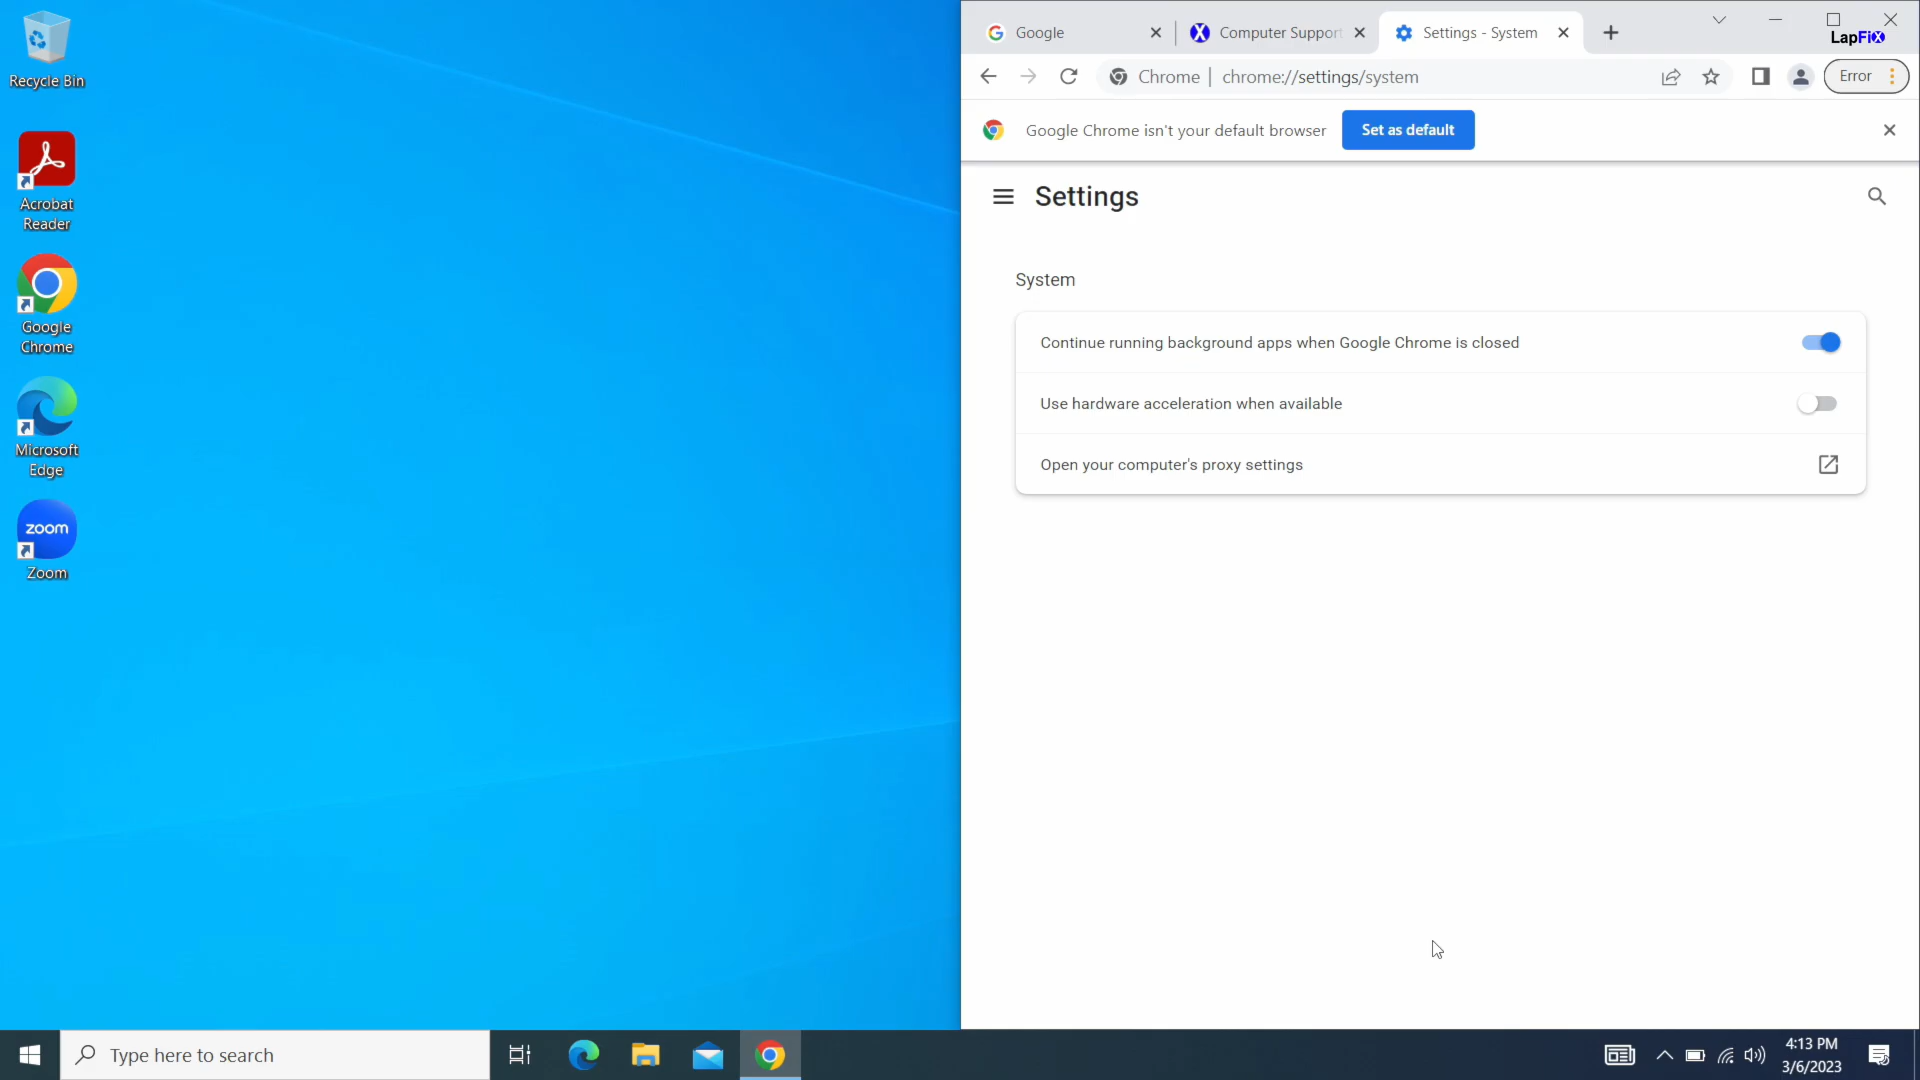 Recycle Bin
Acrobat
Reader
Google
Chrome
Microsoft
Edge
zoom
Zoom
Google
Computer Support
Settings - System
LapFiX
Chrome | chrome://settings/system
Error
Google Chrome isn't your default browser
Set as default
Settings
System
Continue running background apps when Google Chrome is closed
Use hardware acceleration when available
Open your computer's proxy settings
Type here to search
4:13 PM
3/6/2023